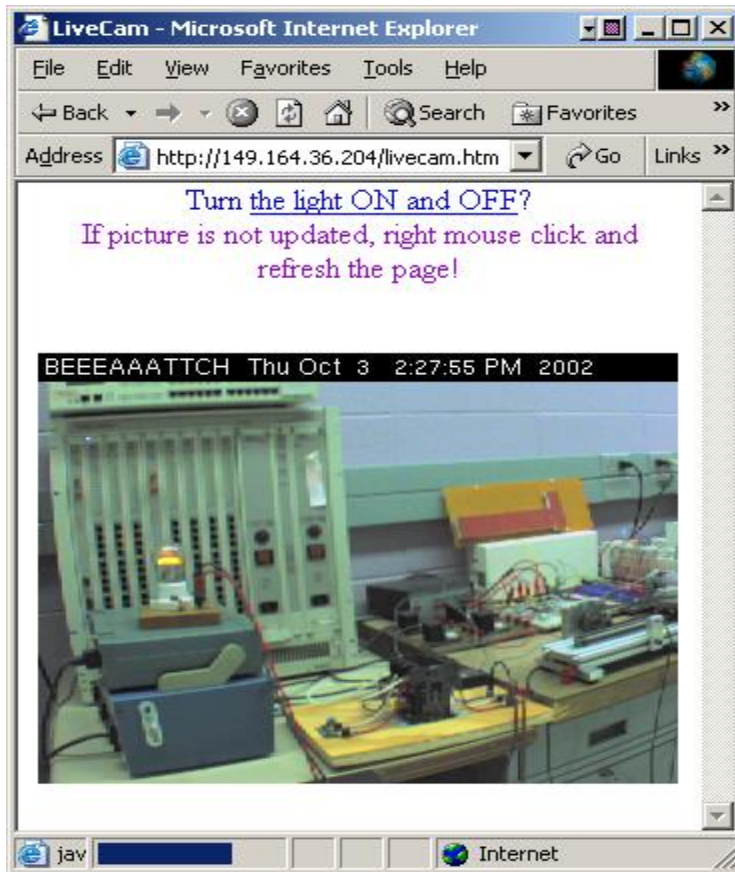 LiveCam - Microsoft Internet Explorer
File Edit View Favorites Tools Help
Back Search Favorites »
Address http://149.164.36.204/livecam.htm Go Links »
Turn the light ON and OFF?
If picture is not updated, right mouse click and
refresh the page!
BEEEAAATTCH Thu Oct 3 2:27:55 PM 2002
jav Internet